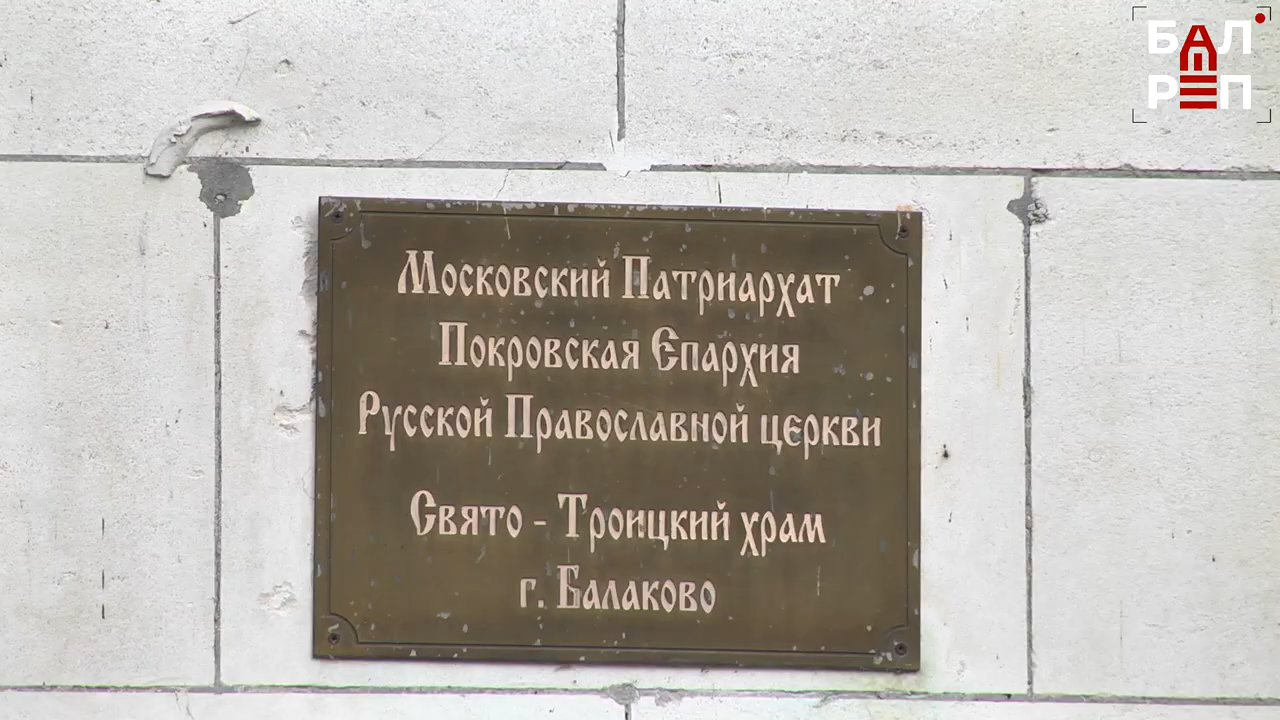 БАЛ
РЕП
Московский Патриархат
Покровская Епархия
Русской Православной церкви
Свято - Троицкий храм
г. Балаково